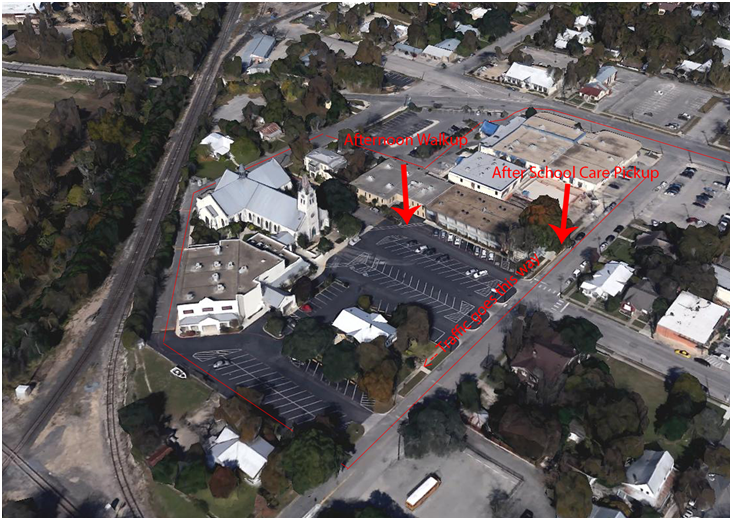 Afternoon Walkup
After School Care Pickup
Traffic goes this way